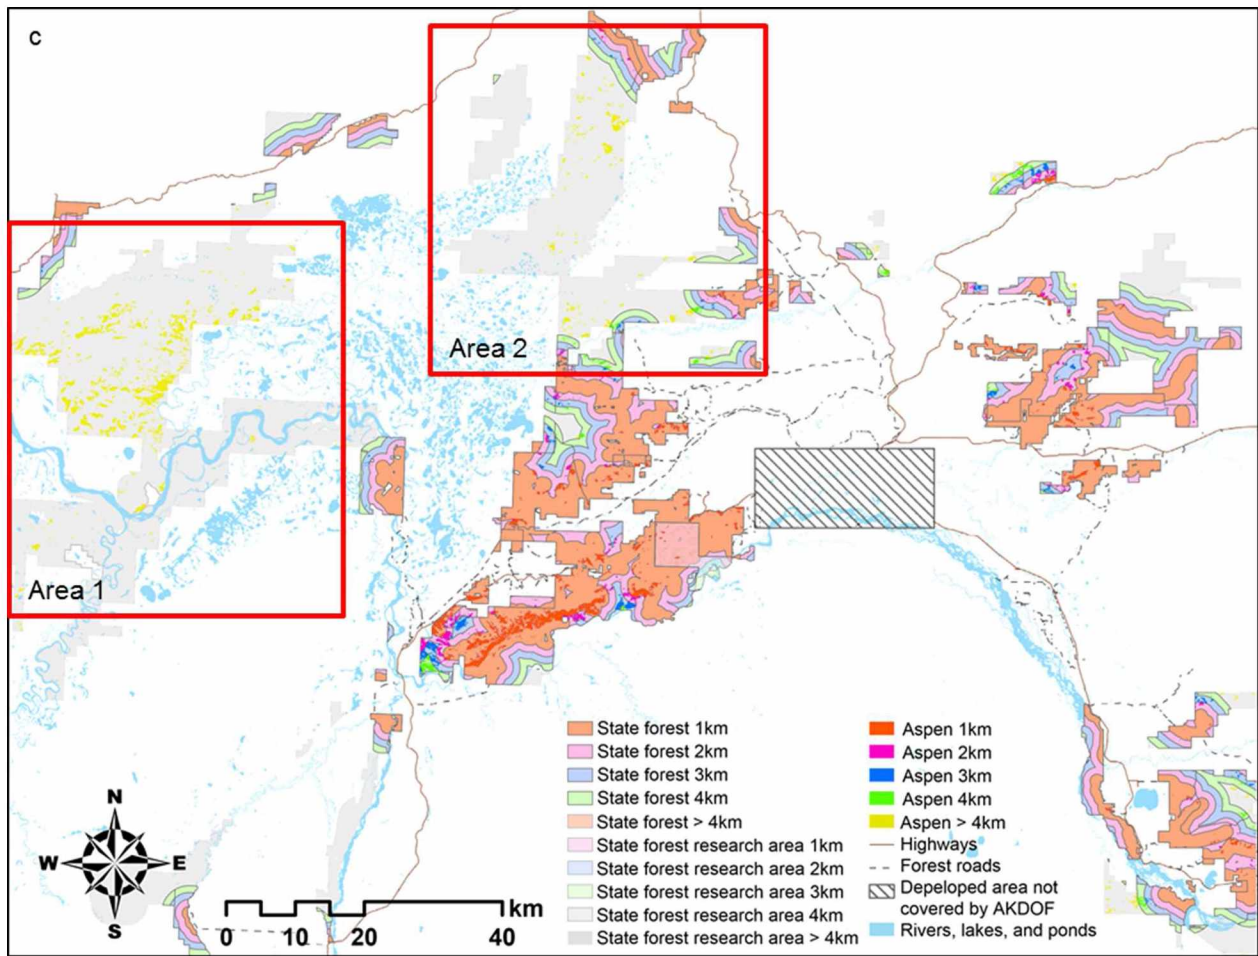 c
Area 2
Area 1
State forest 1km
State forest 2km
State forest 3km
State forest 4km
State forest > 4km
State forest research area 1km
State forest research area 2km
State forest research area 3km
State forest research area 4km
State forest research area > 4km
Aspen 1km
Aspen 2km
Aspen 3km
Aspen 4km
Aspen > 4km
Highways
Forest roads
Depeloped area not
covered by AKDOF
Rivers, lakes, and ponds
N
W E
S
km
0 10 20 40